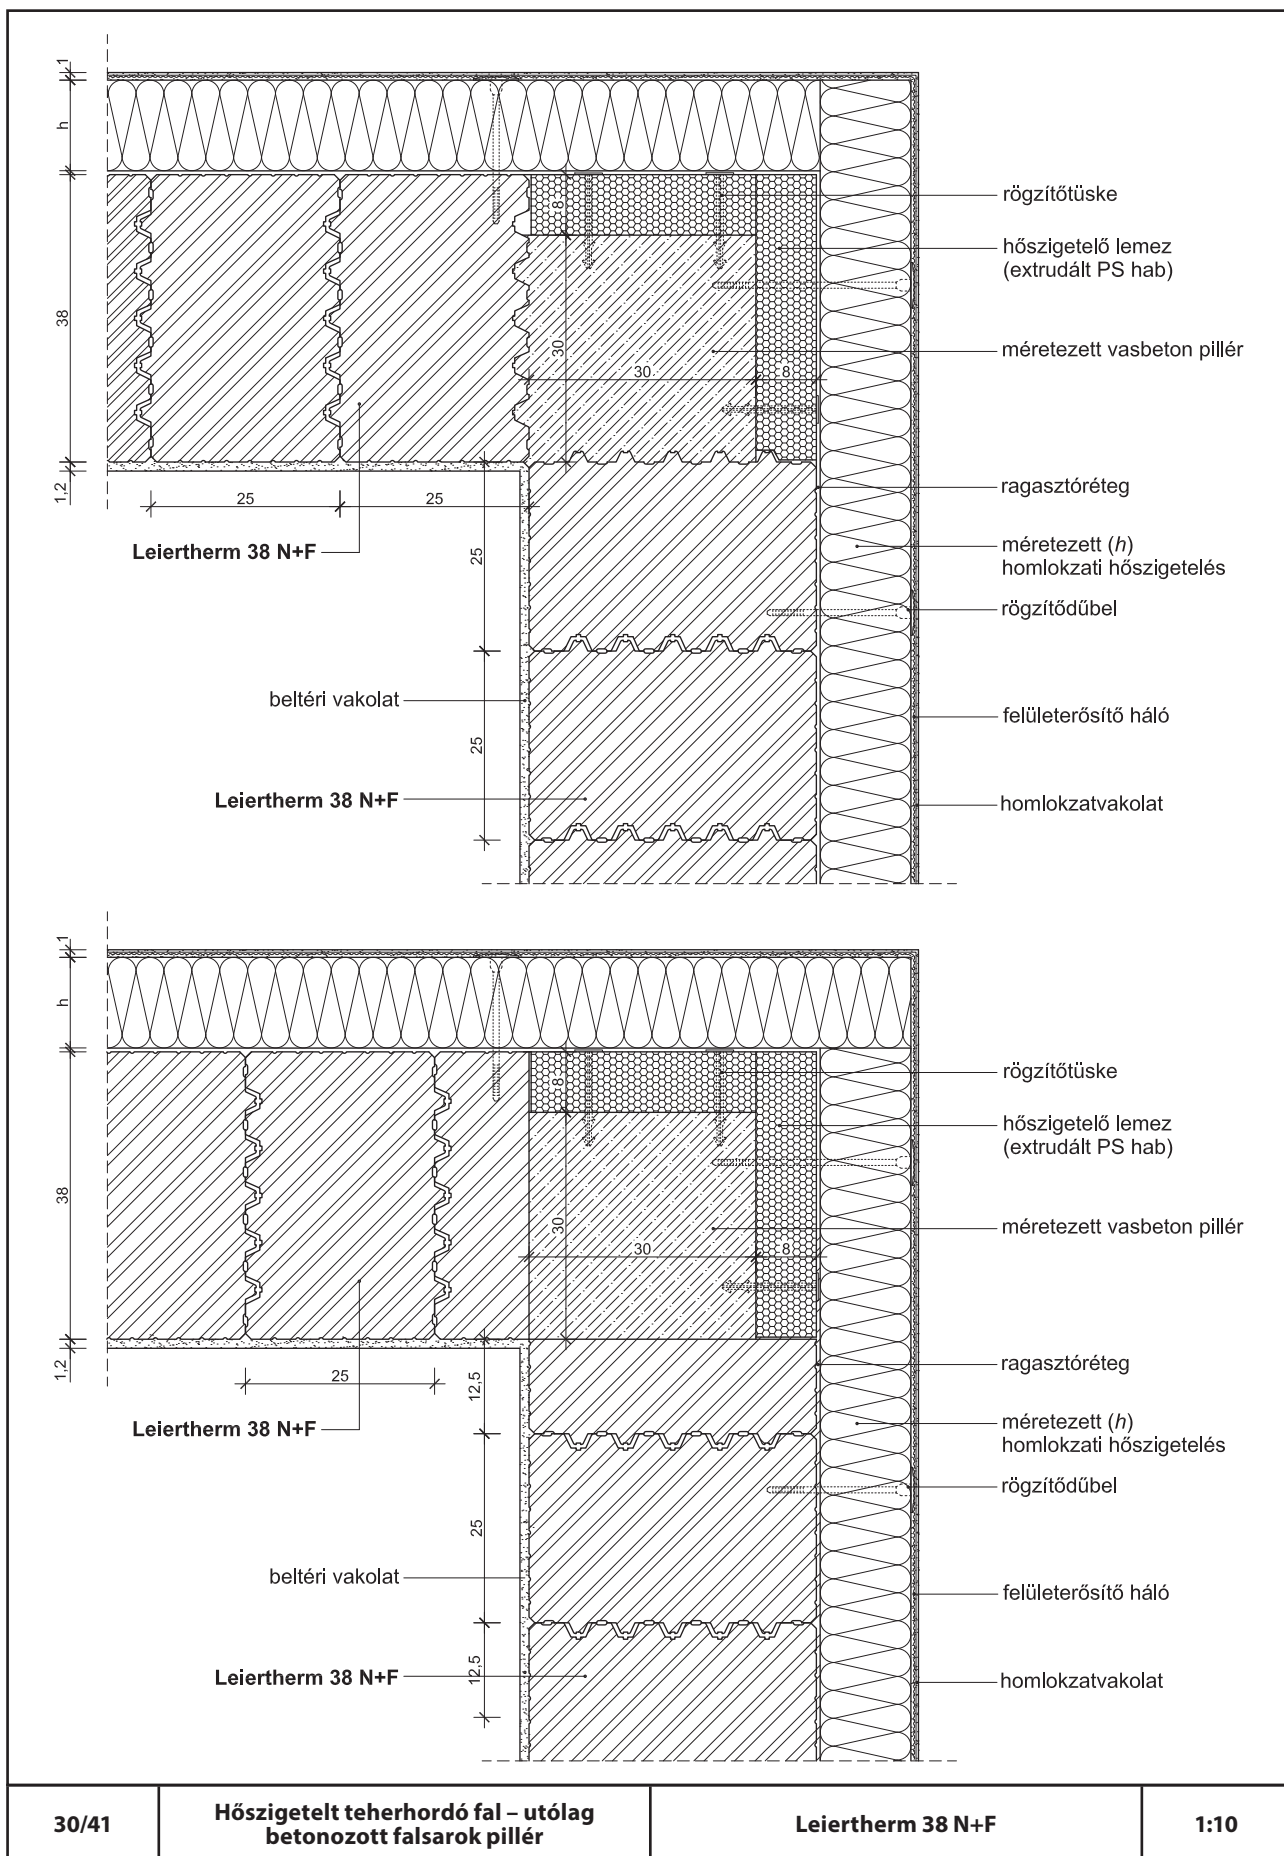 1
h
38
1,2
8
30
30
8
25
25
25
25
rögzítőtüske
hőszigetelő lemez
(extrudált PS hab)
méretezett vasbeton pillér
ragasztóréteg
Leiertherm 38 N+F
méretezett (h)
homlokzati hőszigetelés
rögzítődűbel
beltéri vakolat
felületerősítő háló
Leiertherm 38 N+F
homlokzatvakolat
1
h
38
1,2
8
30
30
8
25
12,5
25
12,5
rögzítőtüske
hőszigetelő lemez
(extrudált PS hab)
méretezett vasbeton pillér
ragasztóréteg
Leiertherm 38 N+F
méretezett (h)
homlokzati hőszigetelés
rögzítődűbel
beltéri vakolat
felületerősítő háló
Leiertherm 38 N+F
homlokzatvakolat
30/41
Hőszigetelt teherhordó fal – utólag
betonozott falsarok pillér
Leiertherm 38 N+F
1:10